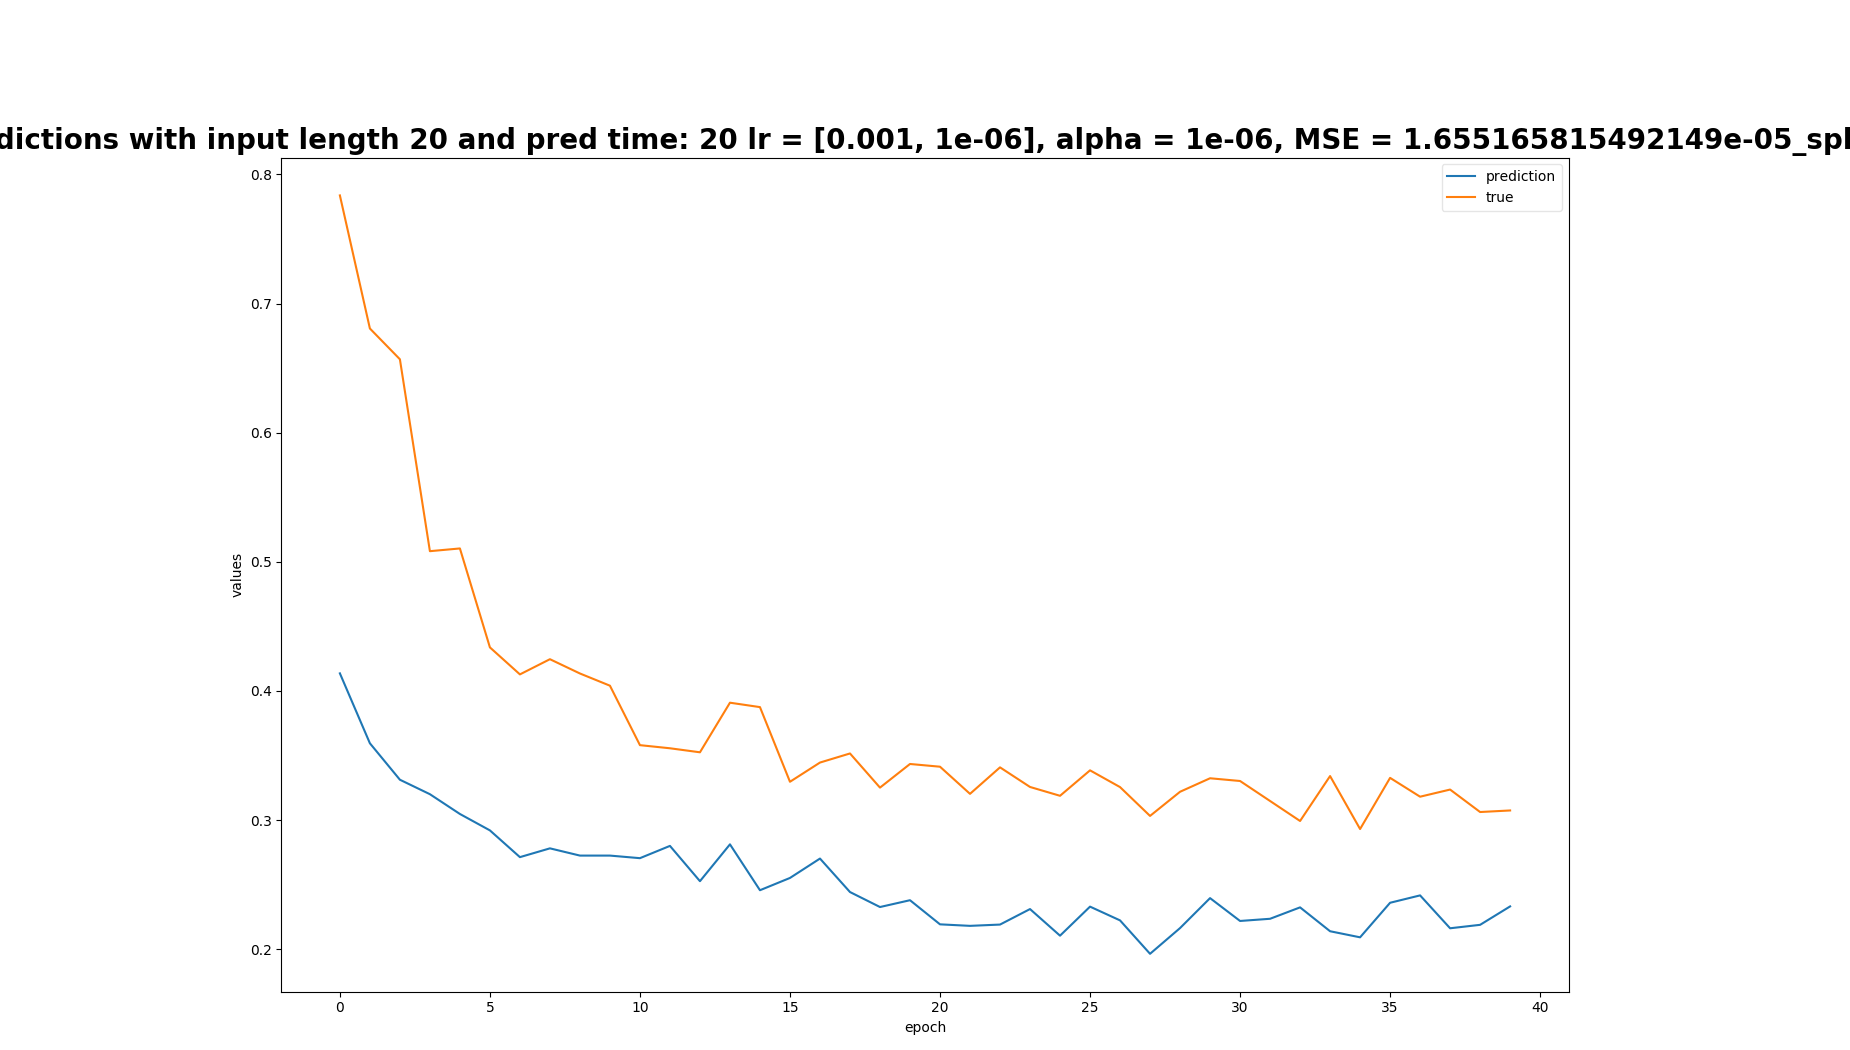 dictions with input length 20 and pred time: 20 lr = [0.001, 1e-06], alpha = 1e-06, MSE = 1.655165815492149e-05_spl
prediction
true
0.8
0.7
0.6
0.5
0.4
0.3
0.2
values
0 5 10 15 20 25 30 35 40
epoch